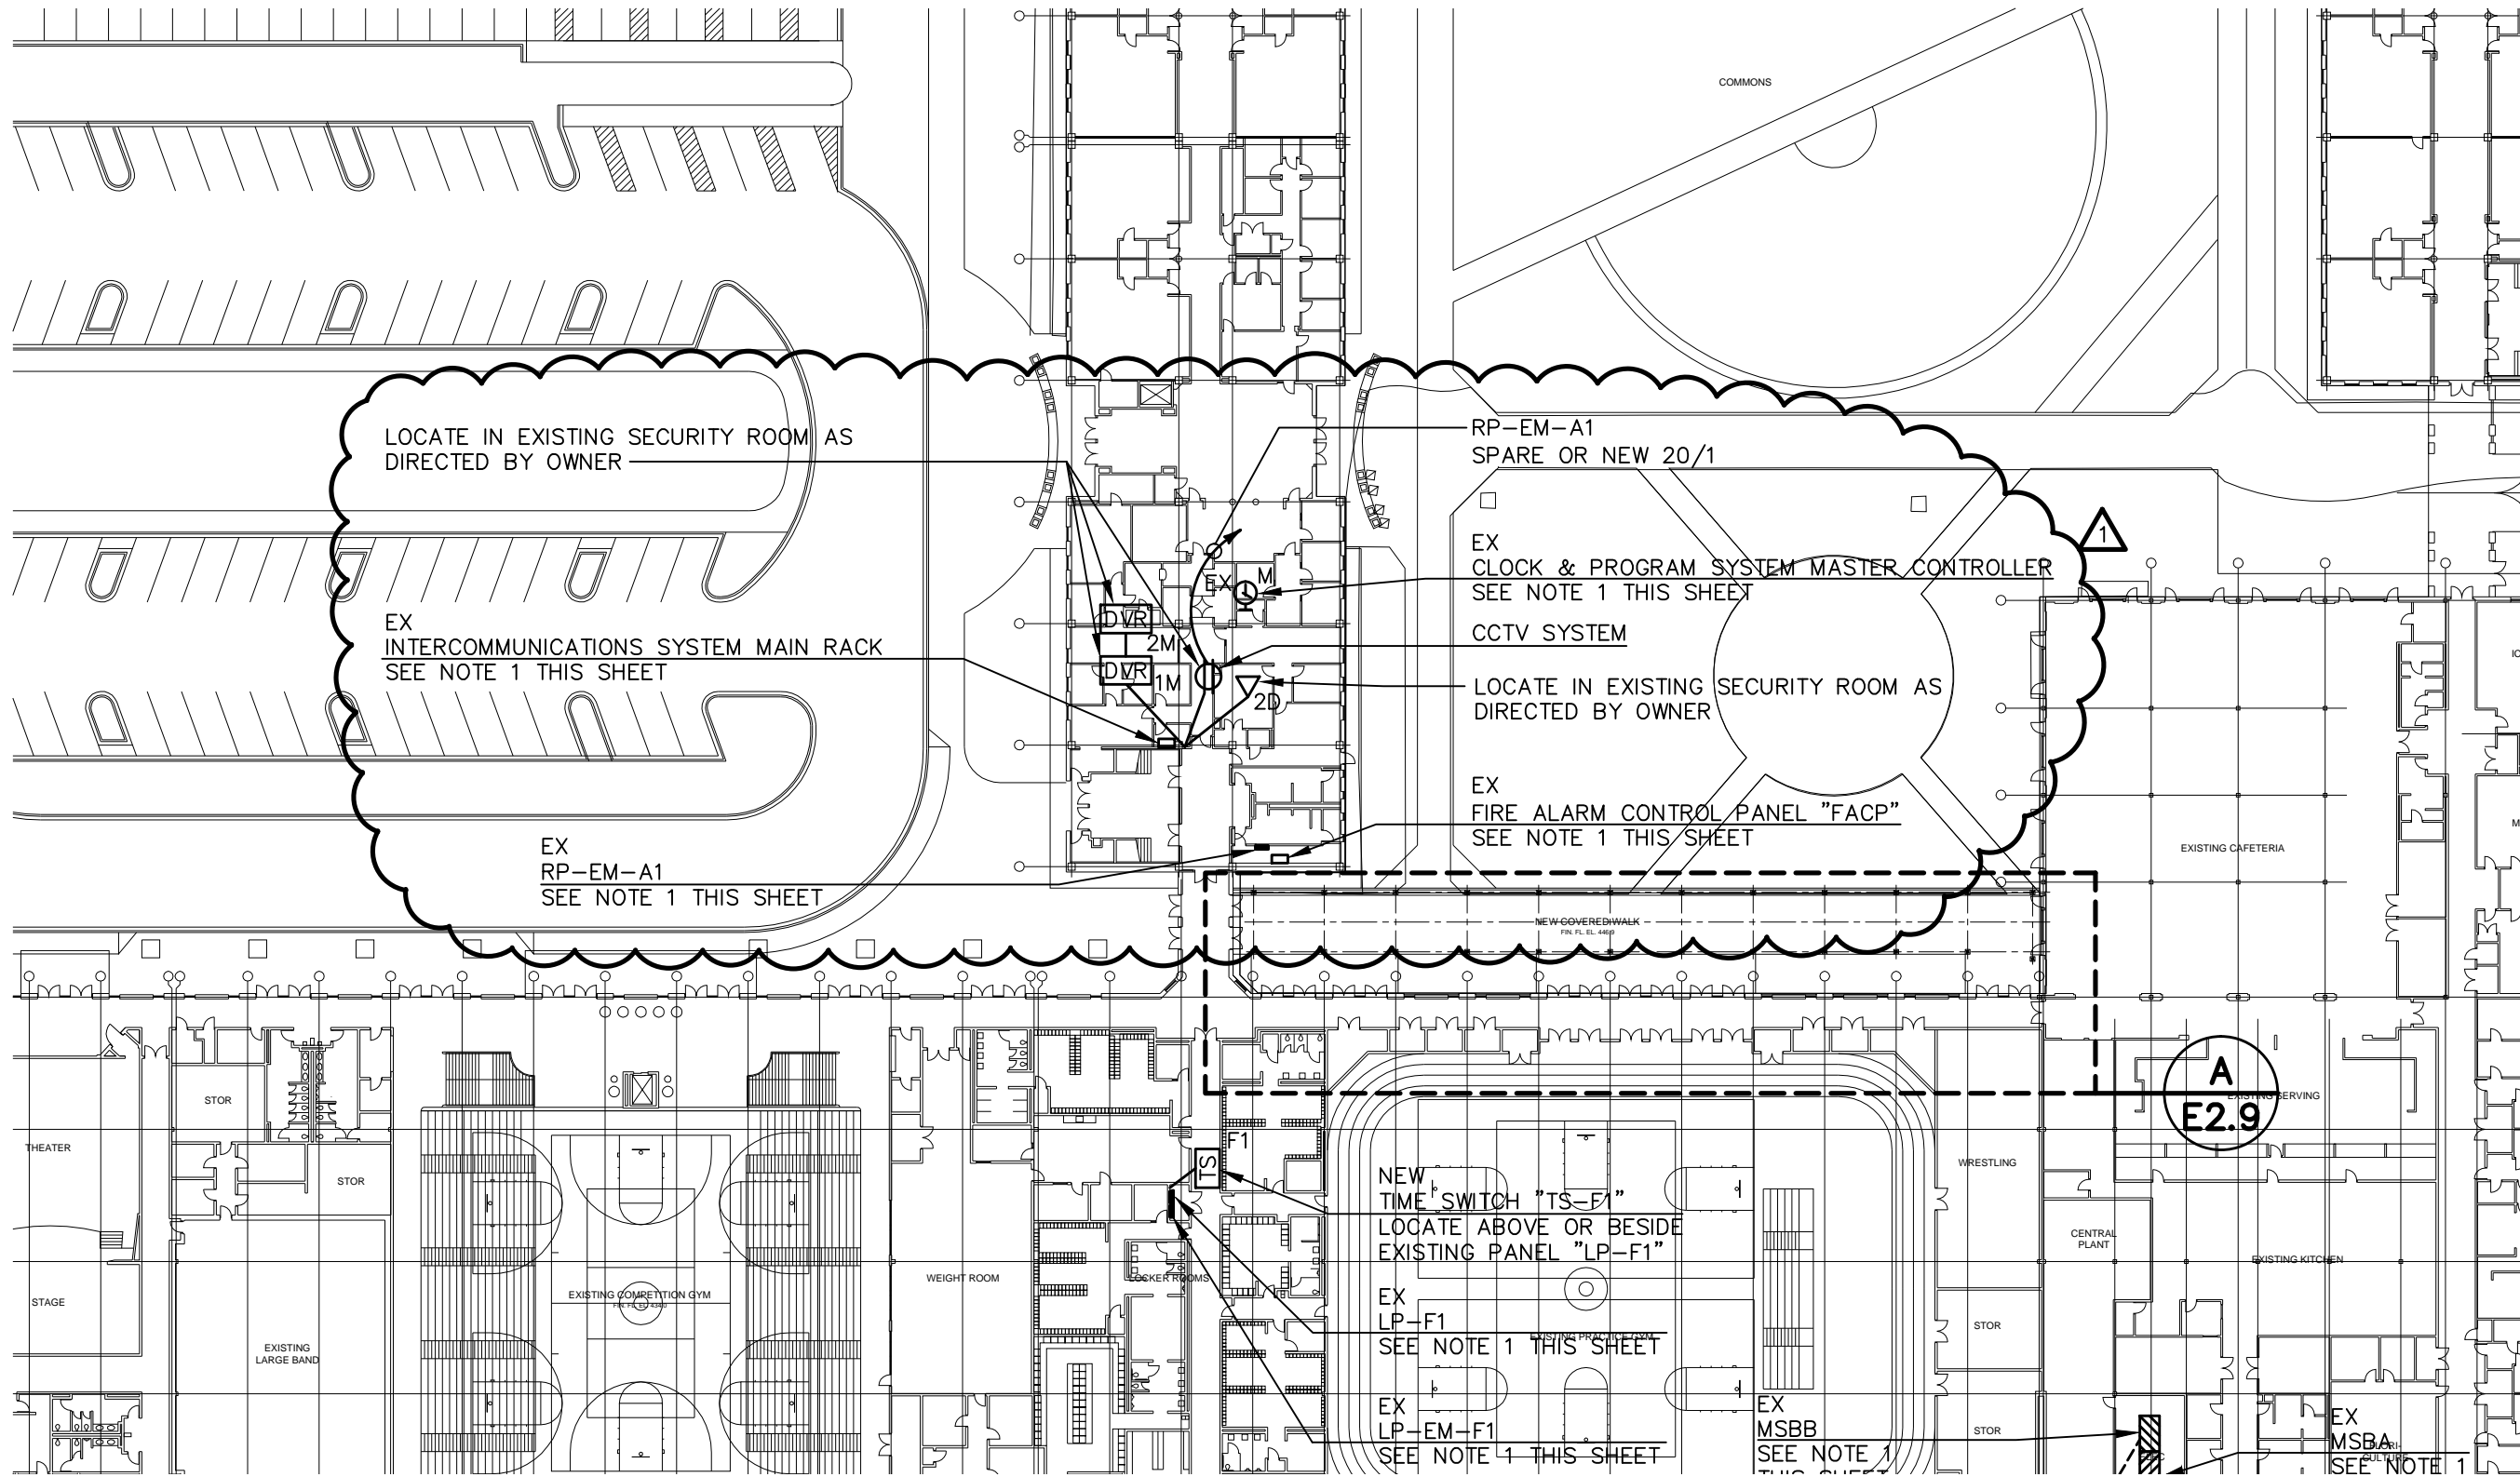 COMMONS
LOCATE IN EXISTING SECURITY ROOM AS
DIRECTED BY OWNER
RP-EM-A1
SPARE OR NEW 20/1
1
EX
CLOCK & PROGRAM SYSTEM MASTER CONTROLLER
SEE NOTE 1 THIS SHEET
EX
M
DVR
2M
DVR
1M
2D
EX
INTERCOMMUNICATIONS SYSTEM MAIN RACK
SEE NOTE 1 THIS SHEET
CCTV SYSTEM
LOCATE IN EXISTING SECURITY ROOM AS
DIRECTED BY OWNER
EX
FIRE ALARM CONTROL PANEL "FACP"
SEE NOTE 1 THIS SHEET
EX
RP-EM-A1
SEE NOTE 1 THIS SHEET
EXISTING CAFETERIA
NEW COVERED WALK
A
E2.9
EXISTING SERVING
STOR
THEATER
STOR
STAGE
EXISTING
LARGE BAND
EXISTING COMPETITION GYM
WEIGHT ROOM
LOCKER ROOMS
F1
TS
NEW
TIME SWITCH "TS-F1"
LOCATE ABOVE OR BESIDE
EXISTING PANEL "LP-F1"
EX
LP-F1
SEE NOTE 1 THIS SHEET
EXISTING PRACTICE GYM
EX
LP-EM-F1
SEE NOTE 1 THIS SHEET
WRESTLING
STOR
STOR
CENTRAL
PLANT
EXISTING KITCHEN
EX
MSBB
SEE NOTE 1
THIS SHEET
EX
MSBA
SEE NOTE 1